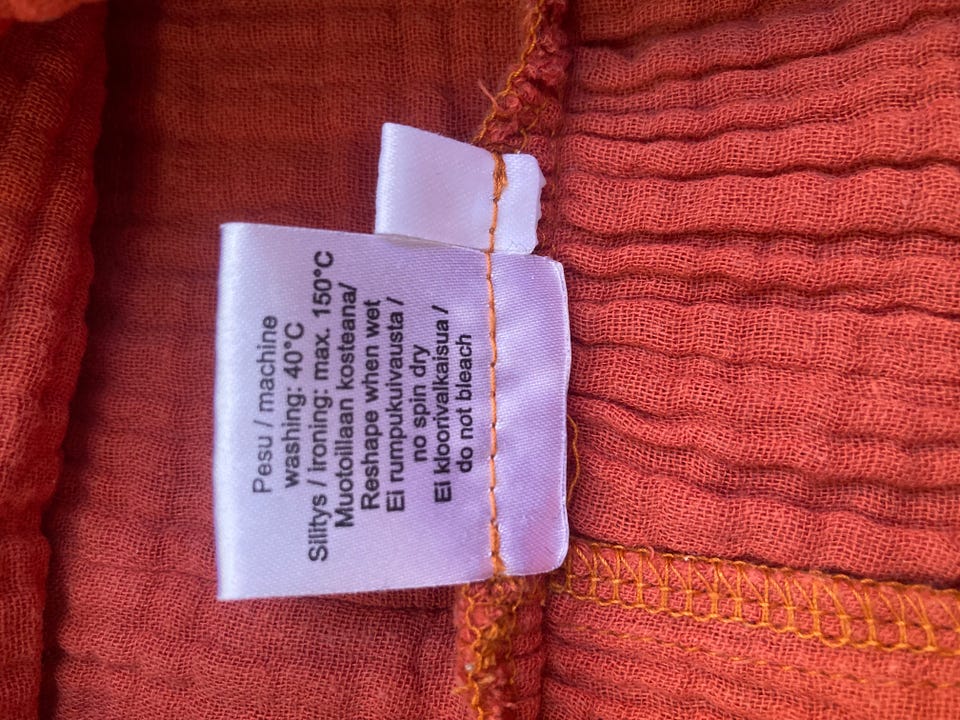 Pesu / machine
washing: 40°C
Silitys / Ironing: max. 150°C
Muotoillaan kosteana/
Reshape when wet
Ei rumpukuivausta /
no spin dry
Ei kloorivalkaisua /
do not bleach